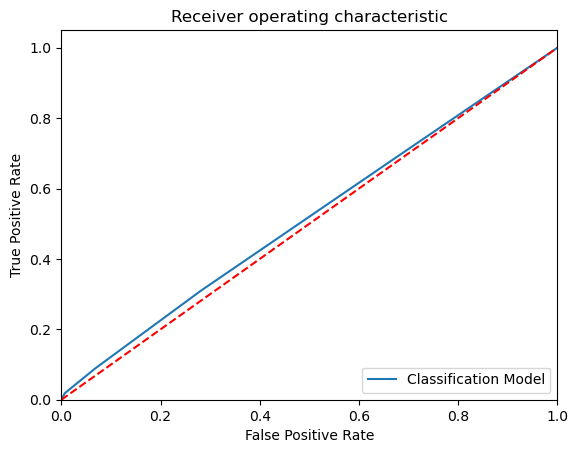 Receiver operating characteristic
True Positive Rate
1.0
0.8
0.6
0.4
0.2
0.0
Classification Model
0.0 0.2 0.4 0.6 0.8 1.0
False Positive Rate